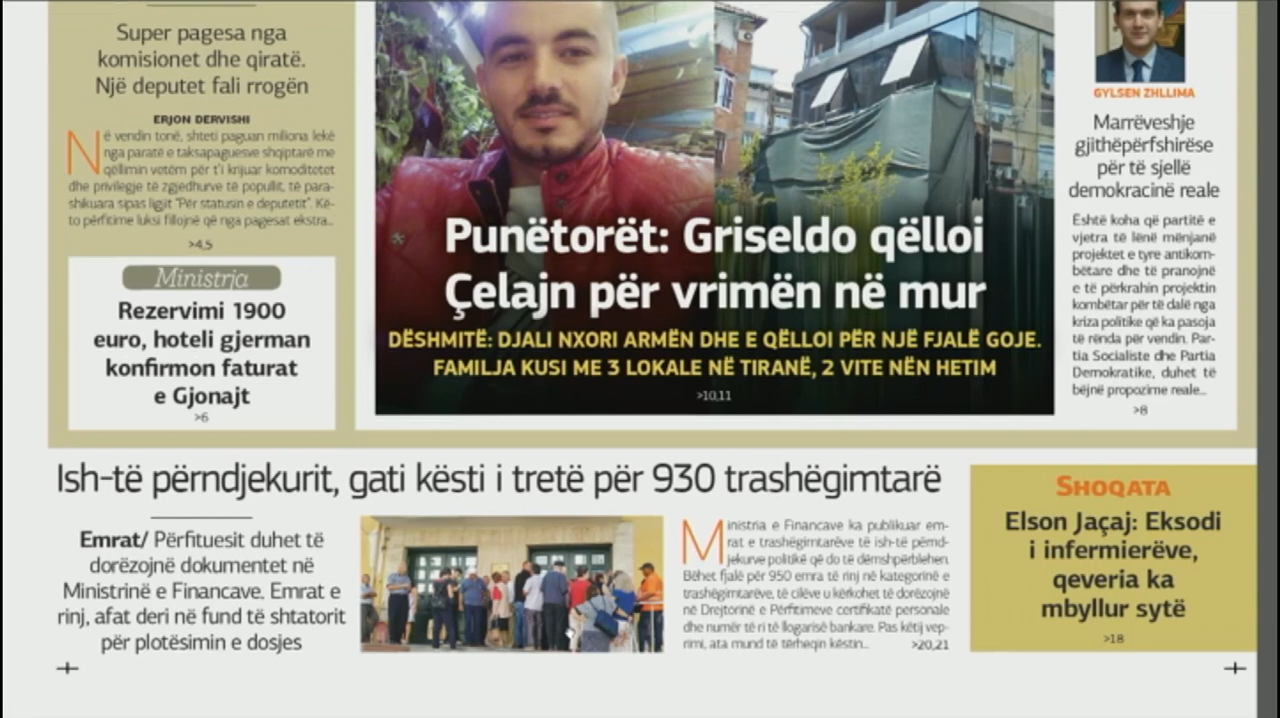 Super pagesa nga
komisionet dhe qiratë.
Një deputet fali rrogën
ERJON DERVISHI
Në vendin tonë, shteti paguan miliona lekë
nga paratë e taksapaguesve shqiptarë me
qëllimin vetëm për t'i krijuar komoditetet
dhe privilegje të zgjedhurve të popullit, të para-
shikuara sipas ligjit "Për statusin e deputetit". Kë-
to përfitime luksi fillojnë që nga pagesat ekstra...
>4,5
Ministrja
Rezervimi 1900
euro, hoteli gjerman
konfirmon faturat
e Gjonajt
>6
Punëtorët: Griseldo qëlloi
Çelajn për vrimën në mur
DËSHMITË: DJALI NXORI ARMËN DHE E QËLLOI PËR NJË FJALË GOJE.
FAMILJA KUSI ME 3 LOKALE NË TIRANË, 2 VITE NËN HETIM
>10,11
GYLSEN ZHLLIMA
Marrëveshje
gjithëpërfshirëse
për të sjellë
demokracinë reale
Eshtë koha që partitë e
vjetra të lënë mënjanë
projektet e tyre antikom-
bëtare dhe të pranojnë
e të përkrahin projektin
kombëtar për të dalë nga
kriza politike që ka pasoja
të rënda për vendin. Par-
tia Socialiste dhe Partia
Demokratike, duhet të
bëjnë propozime reale...
>8
Ish-të përndjekurit, gati kësti i tretë për 930 trashëgimtarë
Emrat/ Përfituesit duhet të
dorëzojnë dokumentet në
Ministrinë e Financave. Emrat e
rinj, afat deri në fund të shtatorit
për plotësimin e dosjes
Ministria e Financave ka publikuar em-
rat e trashëgimtarëve të ish-të përnd-
jekurve politikë që do të dëmshpërblehen.
Bëhet fjalë për 950 emra të rinj në kategorinë e
trashëgimtarëve, të cilëve u kërkohet të dorëzojnë
në Drejtorinë e Përfitimeve certifikatë personale
dhe numër të ri të llogarisë bankare. Pas këtij vep-
rimi, ata mund të tërheqin këstin... >20,21
SHOQATA
Elson Jaçaj: Eksodi
i infermierëve,
qeveria ka
mbyllur sytë
>18